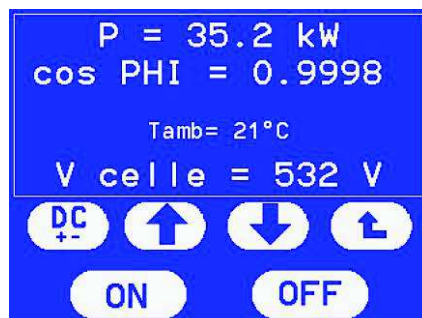 P = 35.2 kW
cos PHI = 0.9998
Tamb= 21°C
V celle = 532 V
DC
+-
ON OFF